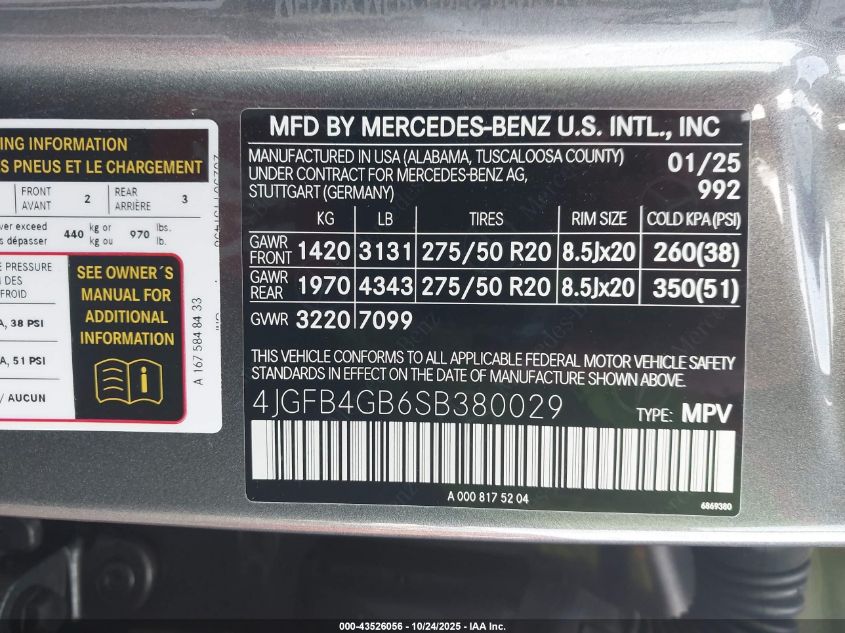 ING INFORMATION
S PNEUS ET LE CHARGEMENT
FRONT
AVANT
2
REAR
ARRIÈRE
3
ver exceed
s dépasser
440 kg or
kg ou
970 lbs.
lb.
E PRESSURE
N DES
FROID
A, 38 PSI
A, 51 PSI
/ AUCUN
SEE OWNER´S
MANUAL FOR
ADDITIONAL
INFORMATION
A 167 584 84 33
MFD BY MERCEDES-BENZ U.S. INTL., INC
MANUFACTURED IN USA (ALABAMA, TUSCALOOSA COUNTY) 01/25
UNDER CONTRACT FOR MERCEDES-BENZ AG,
STUTTGART (GERMANY) 992
KG LB TIRES RIM SIZE COLD KPA(PSI)
GAWR FRONT 1420 3131 275/50 R20 8.5Jx20 260(38)
GAWR REAR 1970 4343 275/50 R20 8.5Jx20 350(51)
GVWR 3220 7099
THIS VEHICLE CONFORMS TO ALL APPLICABLE FEDERAL MOTOR VEHICLE SAFETY
STANDARDS IN EFFECT ON THE DATE OF MANUFACTURE SHOWN ABOVE.
4JGFB4GB6SB380029 TYPE: MPV
A 000 817 52 04
6869380
000-43526056 - 10/24/2025 - IAA Inc.